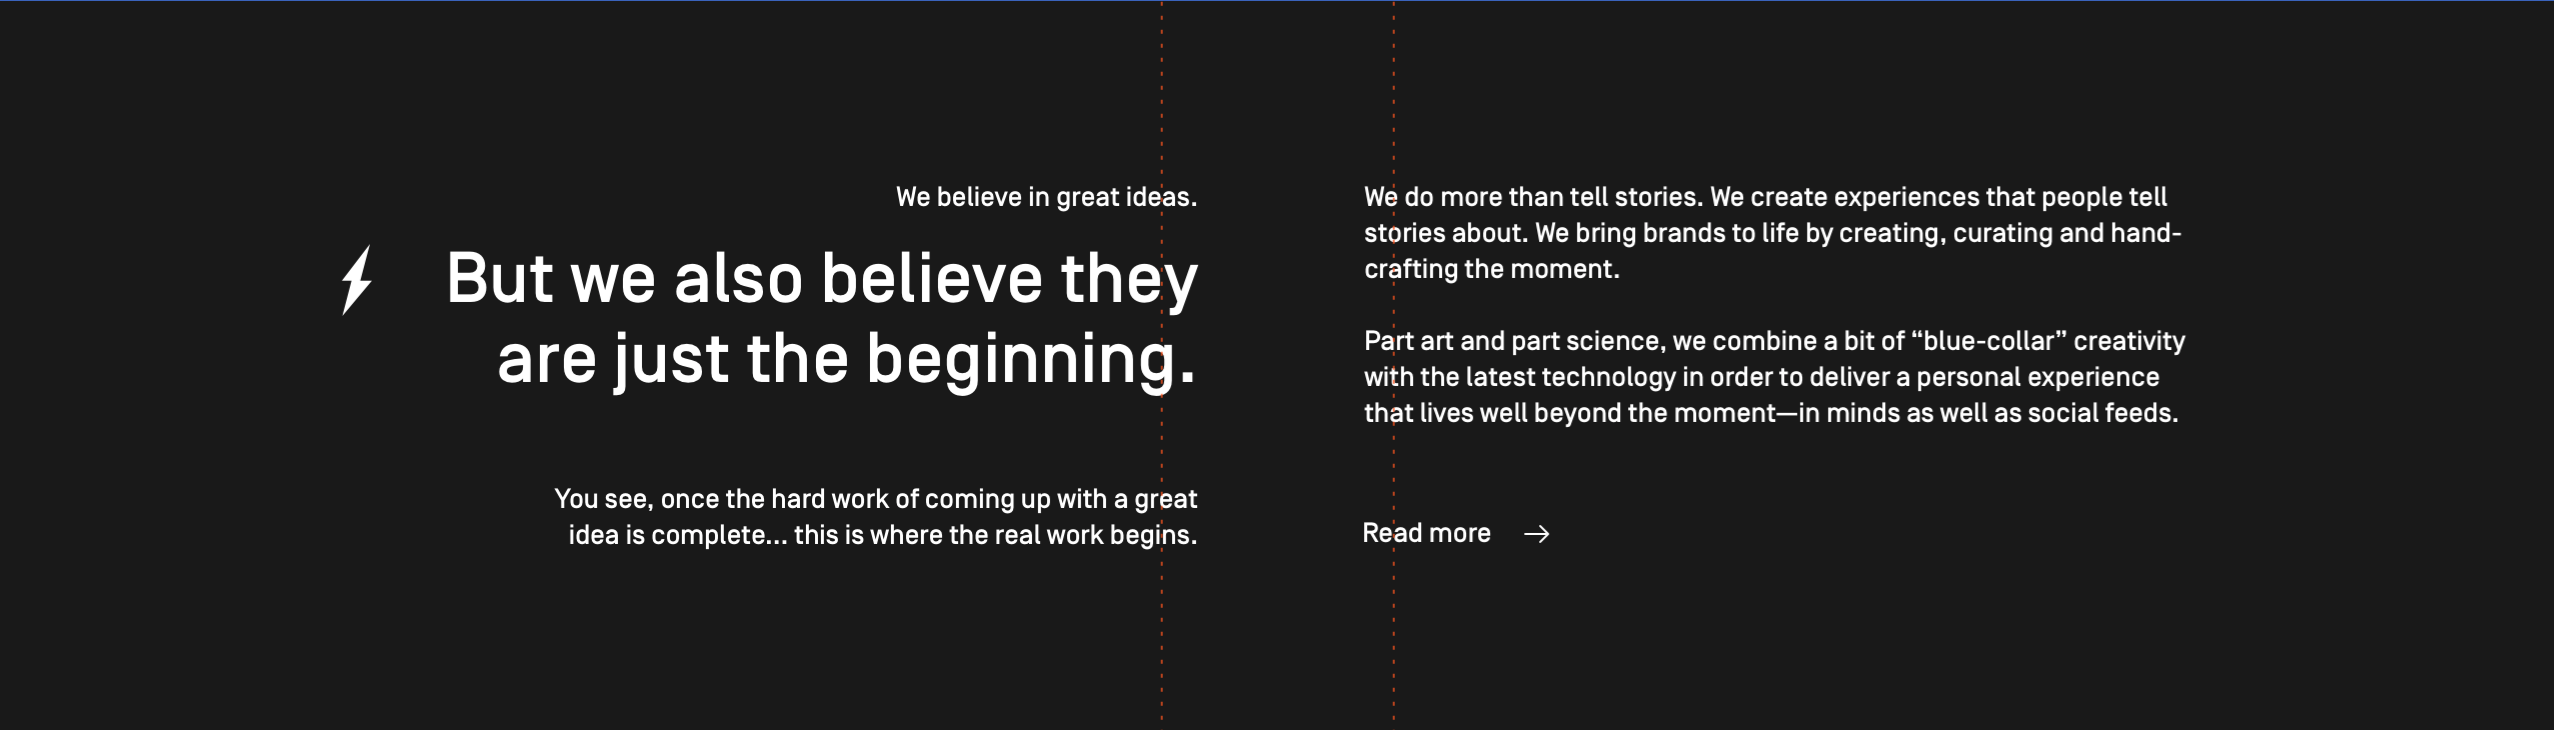 We believe in great ideas.
But we also believe they
are just the beginning.
You see, once the hard work of coming up with a great
idea is complete... this is where the real work begins.
We do more than tell stories. We create experiences that people tell
stories about. We bring brands to life by creating, curating and hand-
crafting the moment.
Part art and part science, we combine a bit of “blue-collar” creativity
with the latest technology in order to deliver a personal experience
that lives well beyond the moment—in minds as well as social feeds.
Read more →